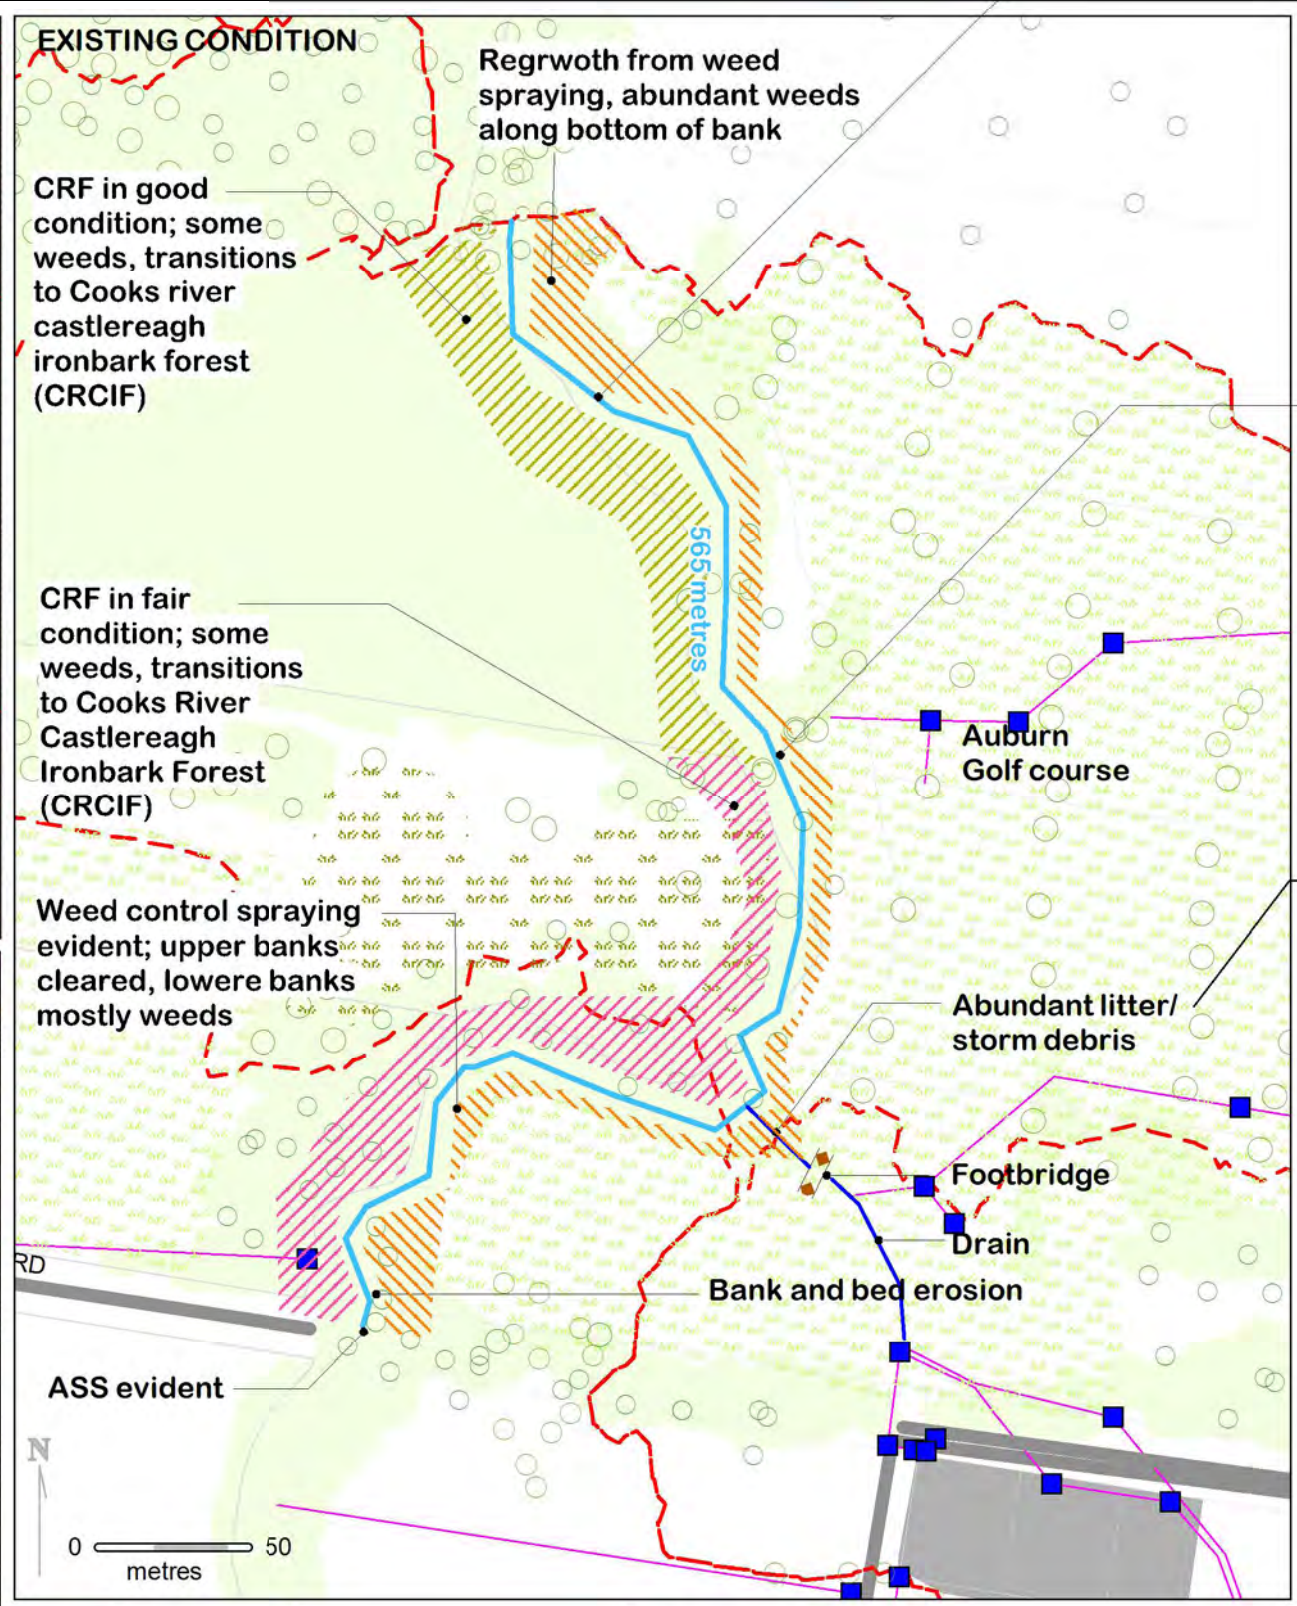 EXISTING CONDITION
Regrwoth from weed
spraying, abundant weeds
along bottom of bank
CRF in good
condition; some
weeds, transitions
to Cooks river
castlereagh
ironbark forest
(CRCIF)
565 metres
CRF in fair
condition; some
weeds, transitions
to Cooks River
Castlereagh
Ironbark Forest
(CRCIF)
Auburn
Golf course
Weed control spraying
evident; upper banks
cleared, lowere banks
mostly weeds
Abundant litter/
storm debris
Footbridge
Drain
RD
Bank and bed erosion
ASS evident
N
0 50
metres